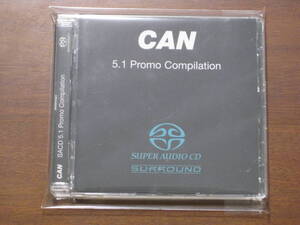 CAN
5.1 Promo Compilation
SUPER AUDIO CD
SURROUND
CAN SACD 5.1 Promo Compilation